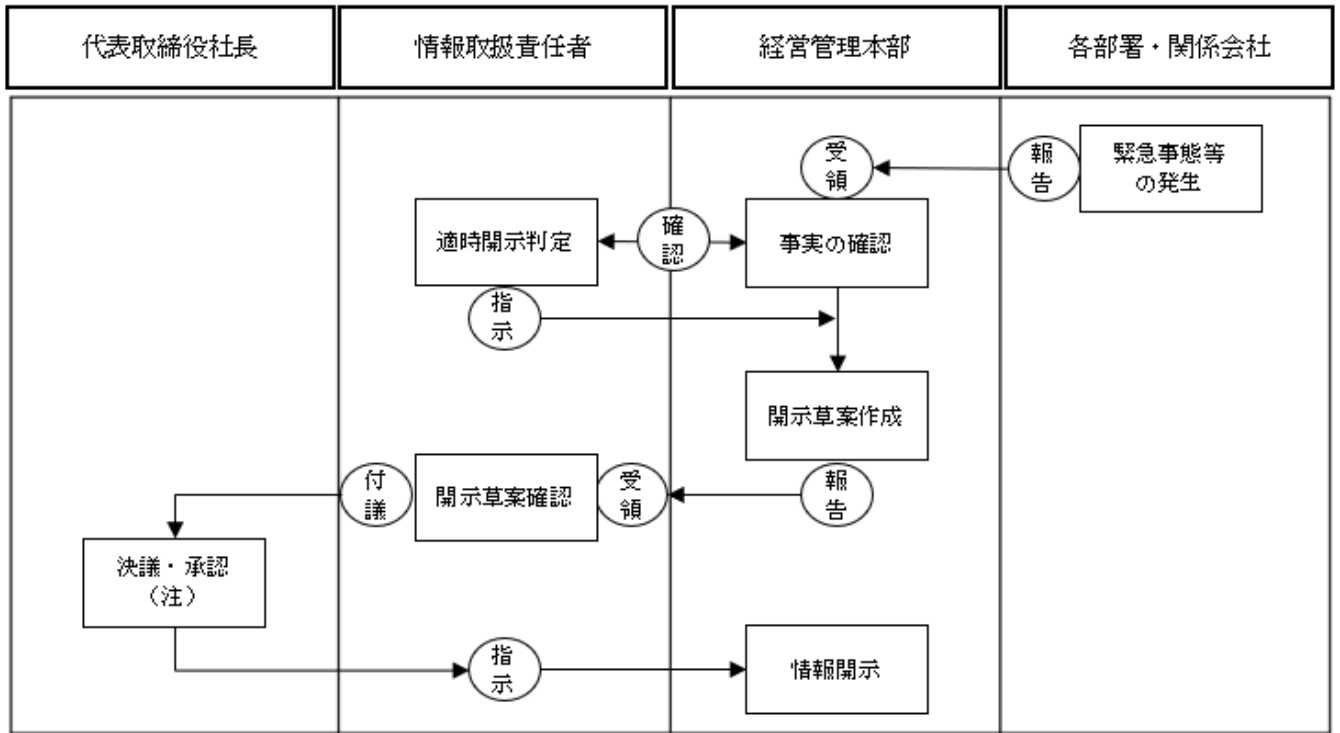 代表取締役社長
情報取扱責任者
経営管理本部
各部署・関係会社
受
領
報
告
緊急事態等
の発生
適時開示判定
確
認
事実の確認
指
示
開示草案作成
付
議
開示草案確認
受
領
報
告
決議・承認
（注）
指
示
情報開示